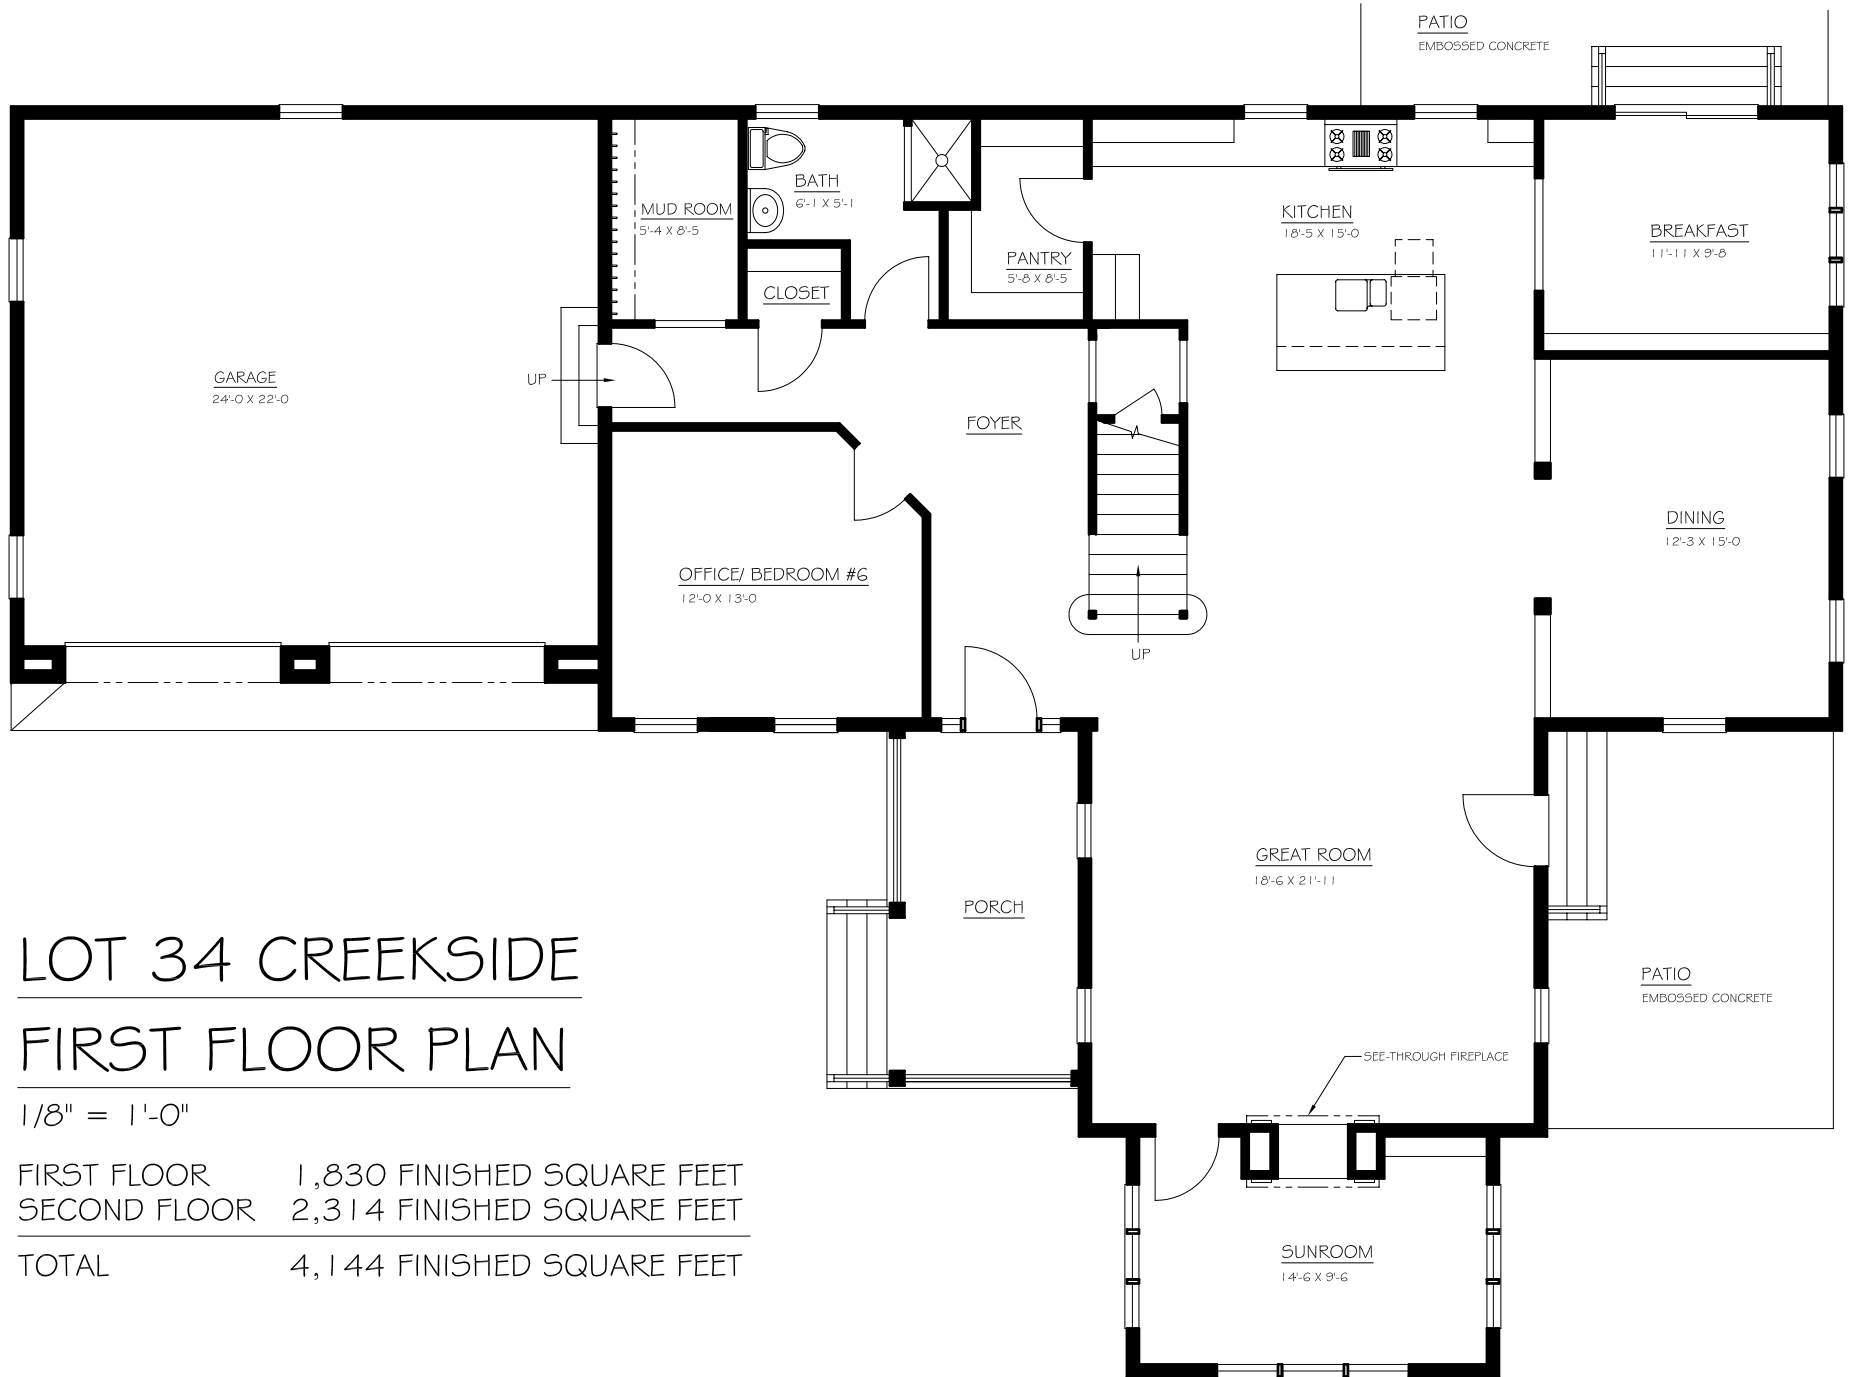 PATIO
EMBOSSED CONCRETE
BATH
6'-1 X 5'-1
MUD ROOM
5'-4 X 8'-5
KITCHEN
18'-5 X 15'-0
BREAKFAST
11'-11 X 9'-8
PANTRY
5'-8 X 8'-5
CLOSET
GARAGE
24'-0 X 22'-0
UP
FOYER
DINING
12'-3 X 15'-0
OFFICE/ BEDROOM #6
12'-0 X 13'-0
UP
GREAT ROOM
18'-6 X 21'-11
PORCH
PATIO
EMBOSSED CONCRETE
SEE-THROUGH FIREPLACE
SUNROOM
14'-6 X 9'-6
LOT 34 CREEKSIDE
FIRST FLOOR PLAN
1/8" = 1'-0"
FIRST FLOOR 1,830 FINISHED SQUARE FEET
SECOND FLOOR 2,314 FINISHED SQUARE FEET
TOTAL 4,144 FINISHED SQUARE FEET